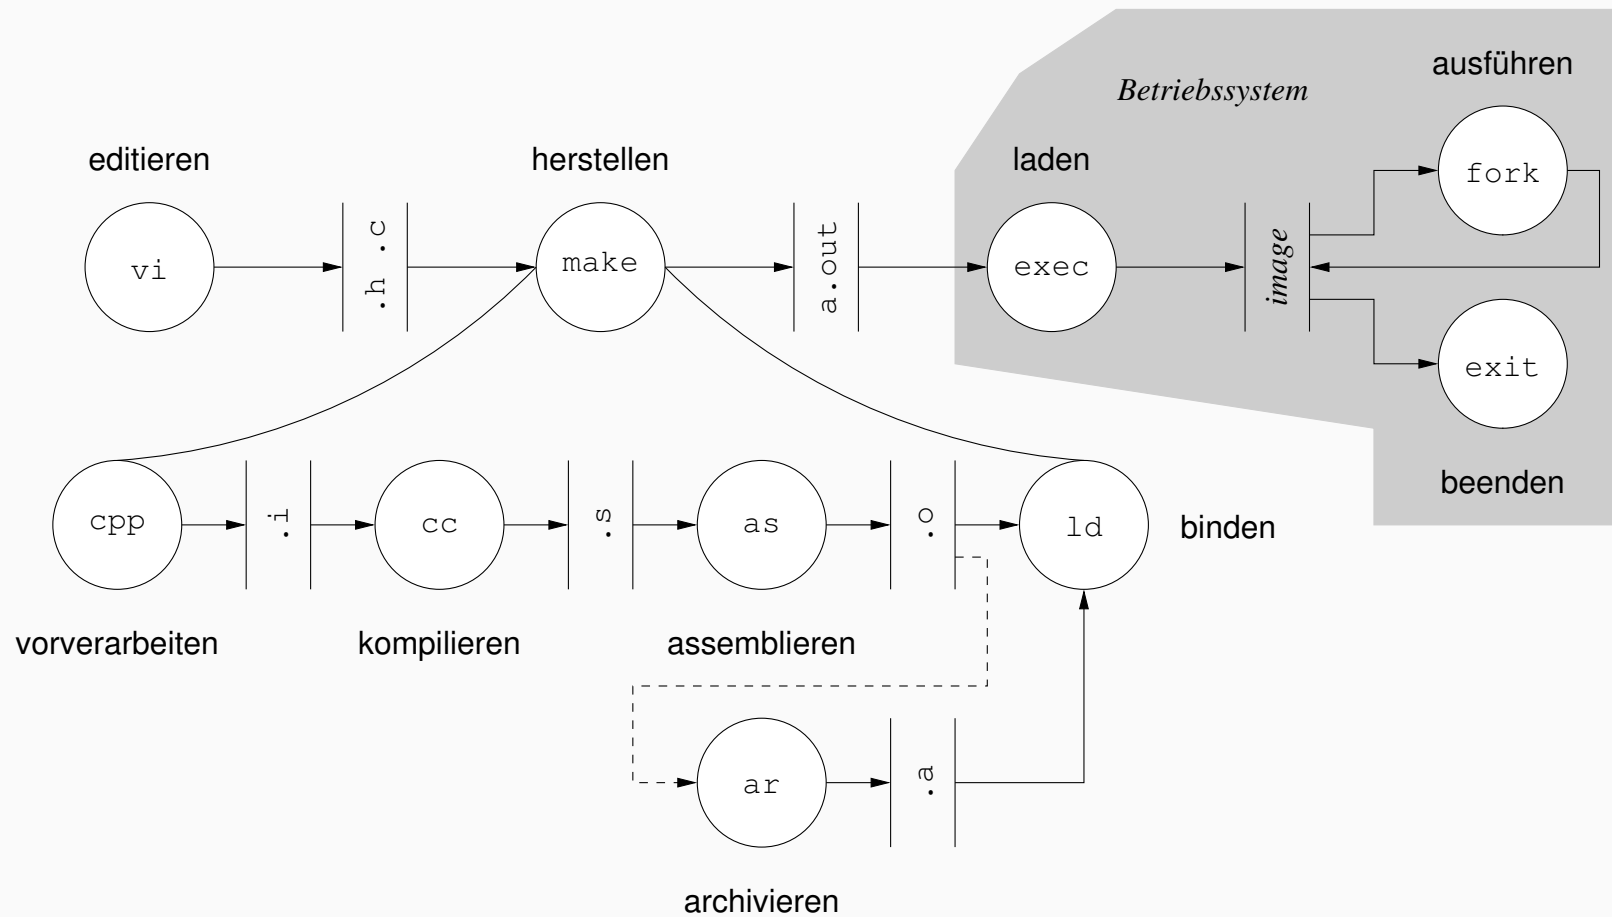 ausführen
Betriebssystem
editieren
herstellen
laden
vi
.h .c
make
a.out
exec
image
fork
exit
beenden
cpp
.i
cc
.s
as
.o
ld
binden
vorverarbeiten
kompilieren
assemblieren
ar
.a
archivieren